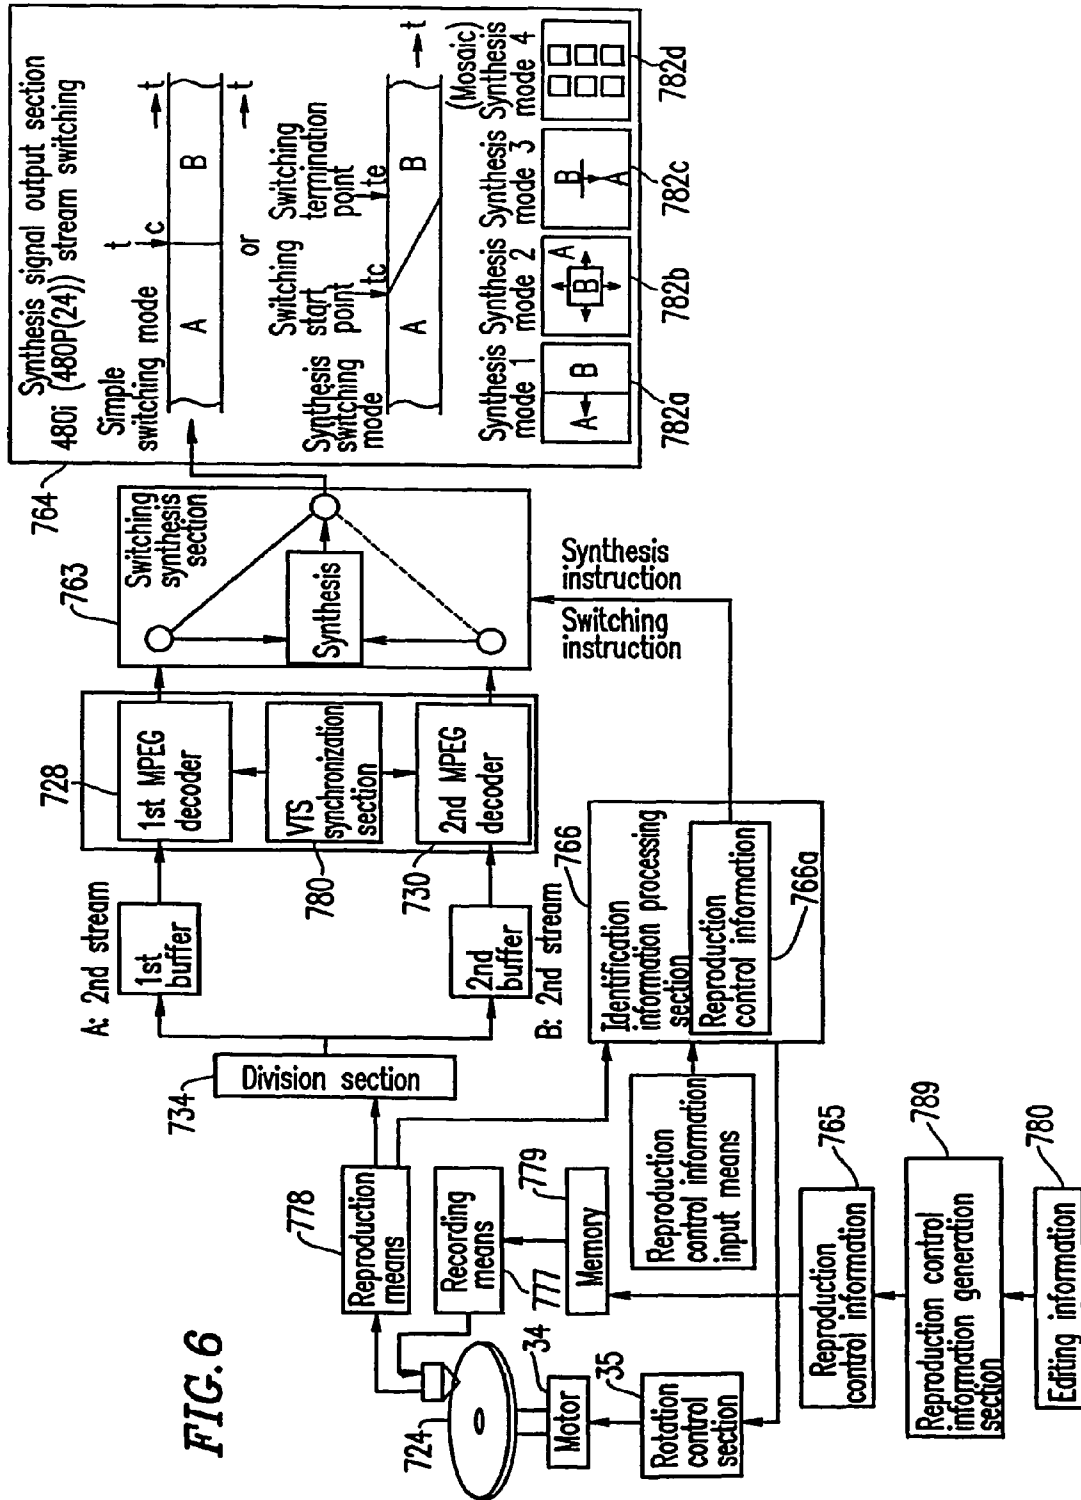 FIG.6
724
Motor
34
Rotation
control
section
35
778
Reproduction
means
Recording
means
777
Memory
779
Reproduction
control information
765
Reproduction control
information generation
section
789
Editing information
780
734
Division section
Reproduction
control information
input means
A: 2nd stream
1st
buffer
2nd
buffer
B: 2nd stream
766
Identification
information processing
section
Reproduction
control information
766a
728
1st MPEG
decoder
VTS
synchronization
section
780
2nd MPEG
decoder
730
763
Switching
synthesis
section
Synthesis
Synthesis
instruction
Switching
instruction
764
Synthesis signal output section
480i (480P(24)) stream switching
Simple
switching mode
t
c
A
B
t
t
or
Synthesis
switching
mode
Switching
start
point
tc
Switching
termination
point
te
A
B
t
Synthesis
mode 1
A
B
782a
Synthesis
mode 2
A
B
782b
Synthesis
mode 3
B
A
782c
(Mosaic)
Synthesis
mode 4
782d